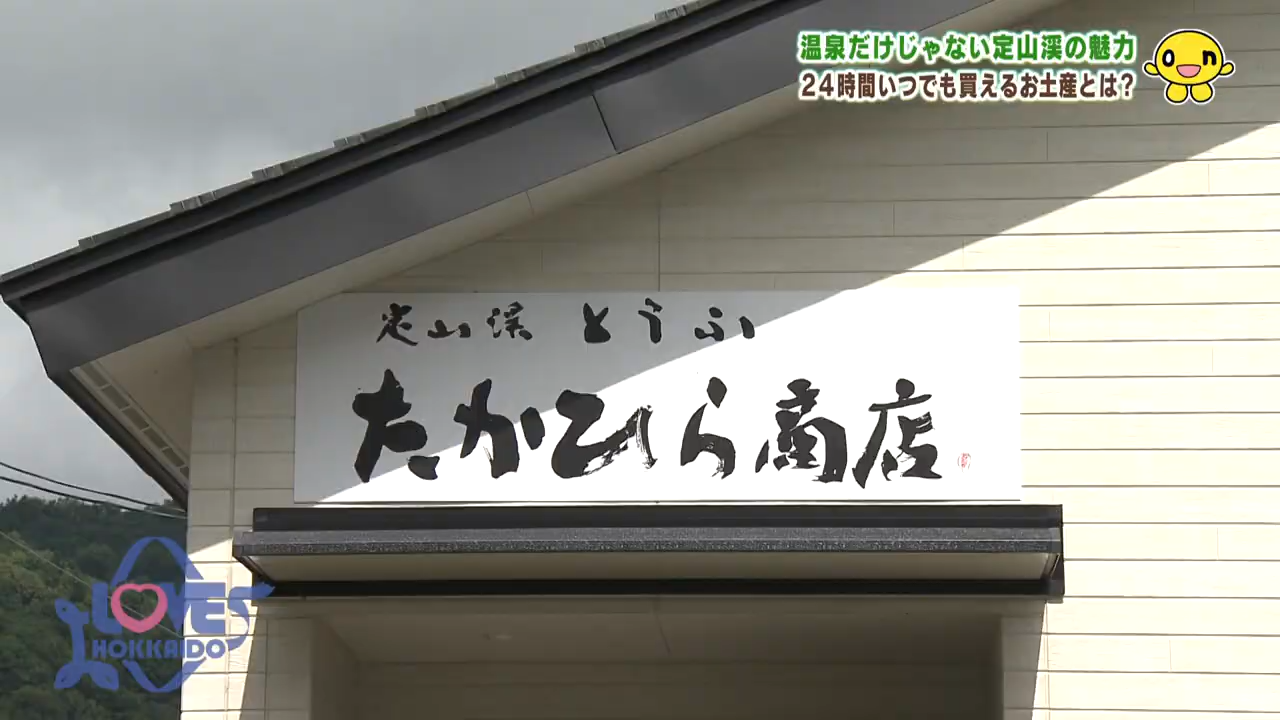 温泉だけじゃない定山渓の魅力
24時間いつでも買えるお土産とは?
on
定山渓 とうふ
たかひら商店
LOVES
HOKKAIDO